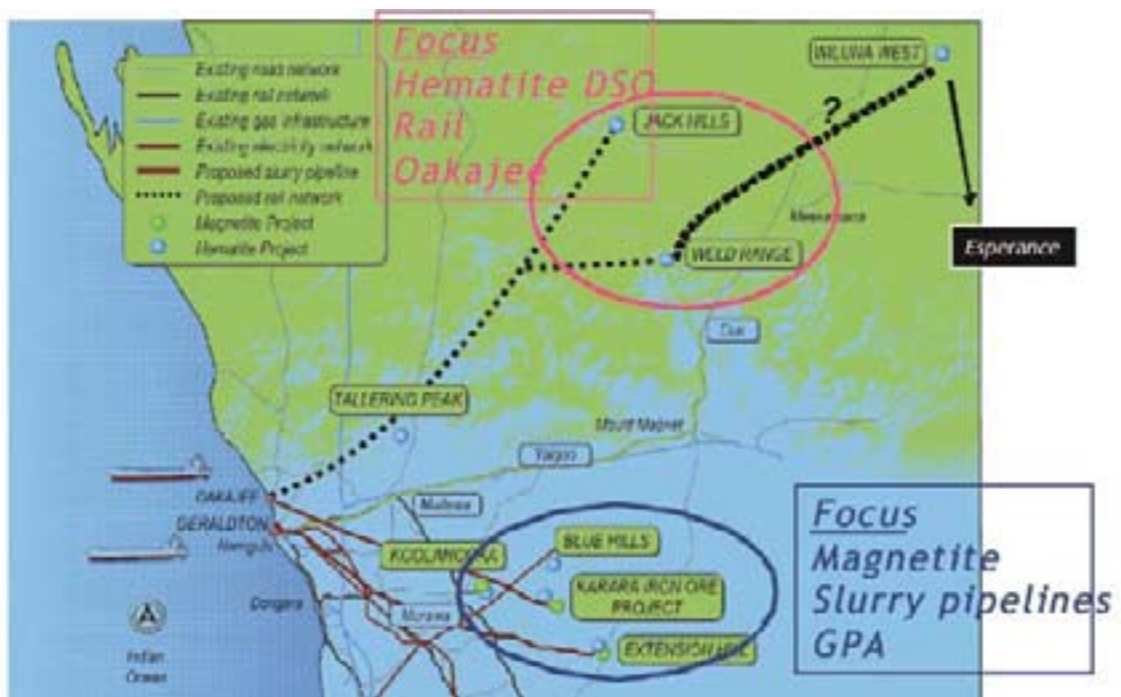 Focus
Hematite DSO
Rail
Oakajee
Existing road network
Existing rail network
Existing gas infrastructure
Existing electricity network
Proposed slurry pipeline
Proposed rail network
Magnetite Project
Hematite Project
WILUNA WEST
?
JACK HILLS
Meekatharra
Esperance
WELD RANGE
Cue
TALLERING PEAK
Mount Magnet
Yalgoo
OAKAJEE
Mullewa
GERALDTON
Narngulu
KOOLANOOKA
BLUE HILLS
KARARA IRON ORE
PROJECT
Dongara
Morawa
EXTENSION HILL
Indian
Ocean
Focus
Magnetite
Slurry pipelines
GPA